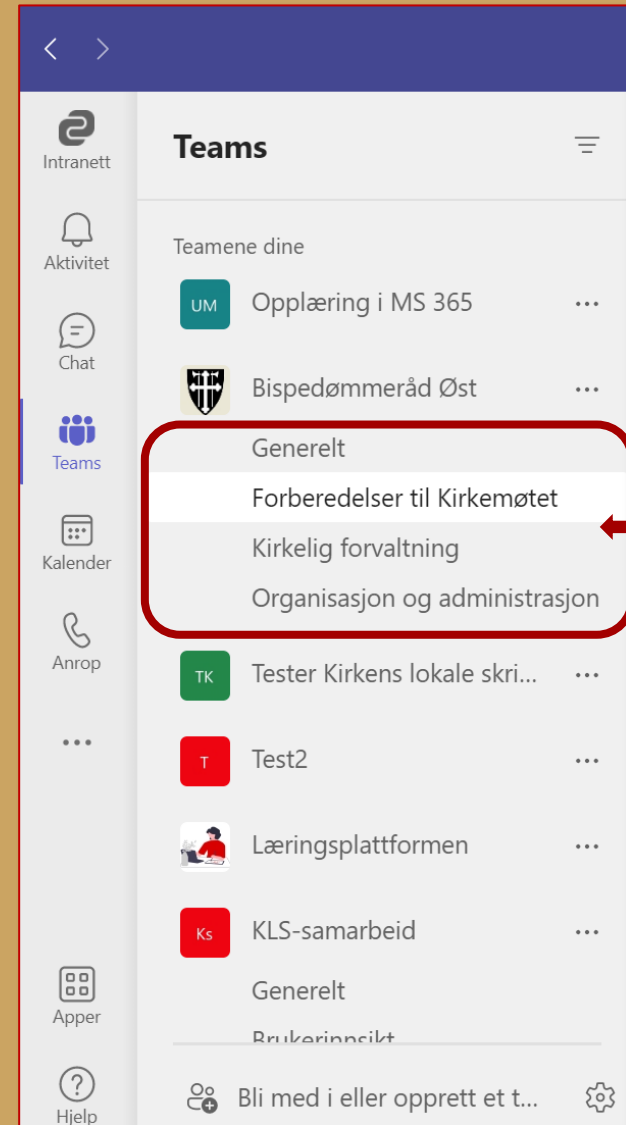 Intranett
Aktivitet
Chat
Teams
Kalender
Anrop
Apper
Hjelp
Teams
Teamene dine
UM Opplæring i MS 365
Bispedømmeråd Øst
Generelt
Forberedelser til Kirkemøtet
Kirkelig forvaltning
Organisasjon og administrasjon
TK Tester Kirkens lokale skri...
T Test2
Læringsplattformen
Ks KLS-samarbeid
Generelt
Brukerinnsikt
Bli med i eller opprett et t...